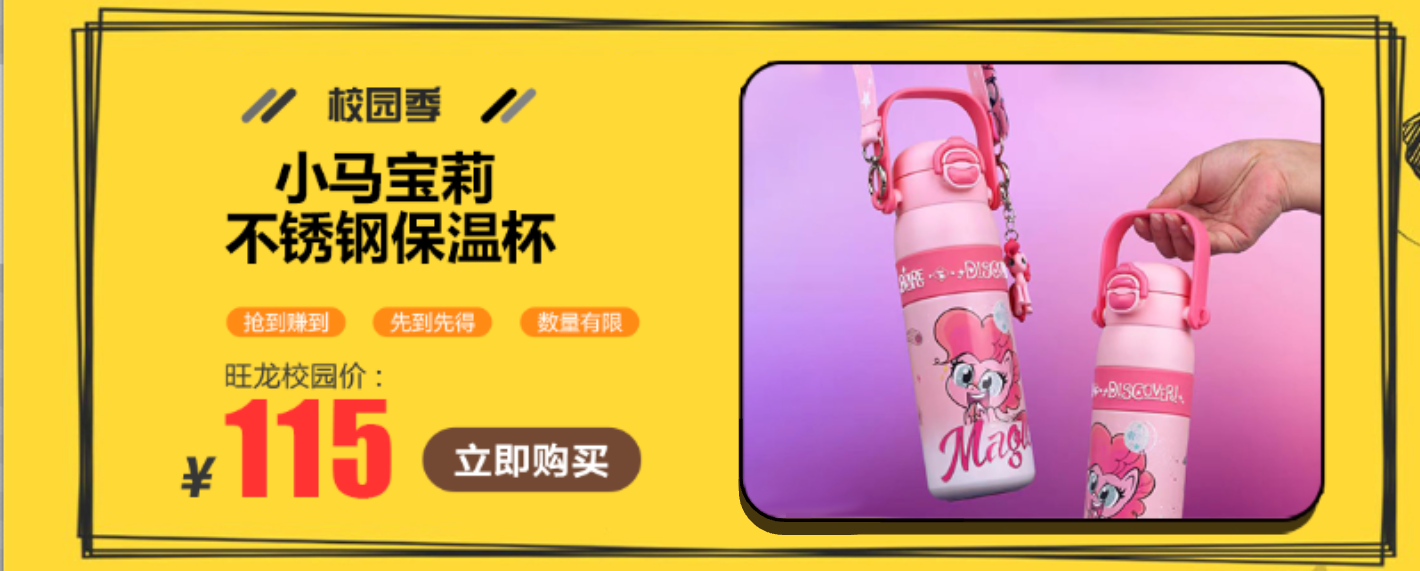 校园季
小马宝莉
不锈钢保温杯
抢到赚到 先到先得 数量有限
旺龙校园价：
¥115
立即购买
DISCOVER!